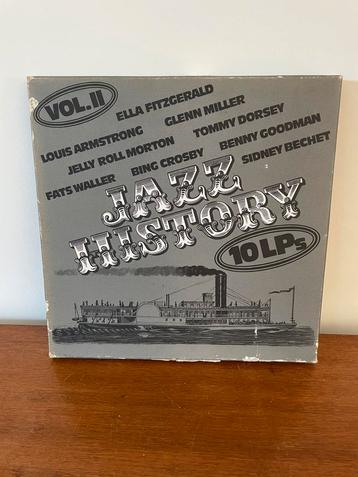 VOL. II
ELLA FITZGERALD
LOUIS ARMSTRONG GLENN MILLER
JELLY ROLL MORTON TOMMY DORSEY
FATS WALLER BING CROSBY BENNY GOODMAN
SIDNEY BECHET
JAZZ
HISTORY
10 LPs